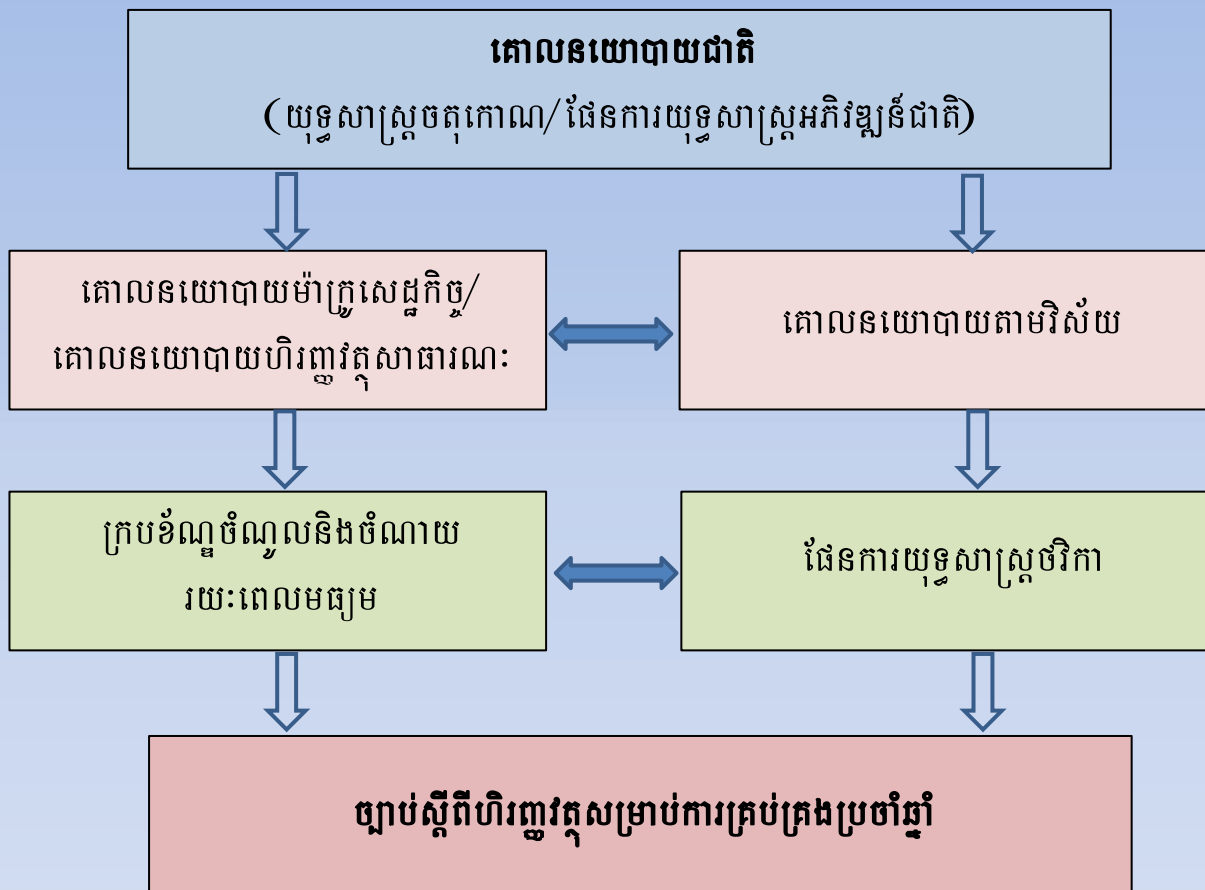 គោលនយោបាយជាតិ
(យុទ្ធសាស្ត្រចតុកោណ/ ផែនការយុទ្ធសាស្ត្រអភិវឌ្ឍន៍ជាតិ)
គោលនយោបាយម៉ាក្រូសេដ្ឋកិច្ច/
គោលនយោបាយហិរញ្ញវត្ថុសាធារណៈ
គោលនយោបាយតាមវិស័យ
ក្របខ័ណ្ឌចំណូលនិងចំណាយ
រយៈពេលមធ្យម
ផែនការយុទ្ធសាស្ត្រថវិកា
ច្បាប់ស្តីពីហិរញ្ញវត្ថុសម្រាប់ការគ្រប់គ្រងប្រចាំឆ្នាំ